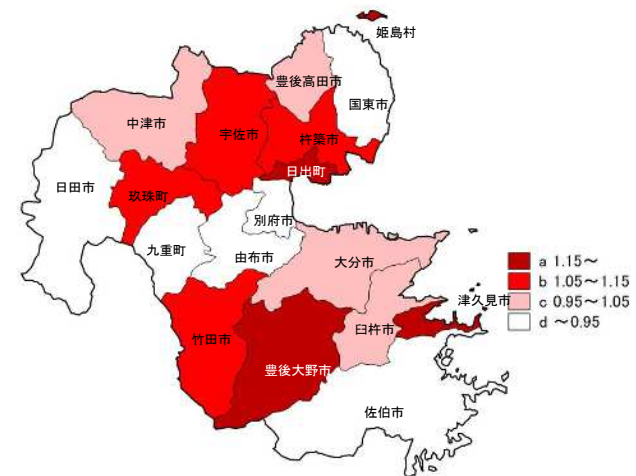 姫島村
豊後高田市
国東市
中津市
宇佐市
杵築市
日出町
日田市
玖珠町
別府市
九重町
由布市
大分市
津久見市
臼杵市
竹田市
豊後大野市
佐伯市
a 1.15~
b 1.05~1.15
c 0.95~1.05
d ~0.95